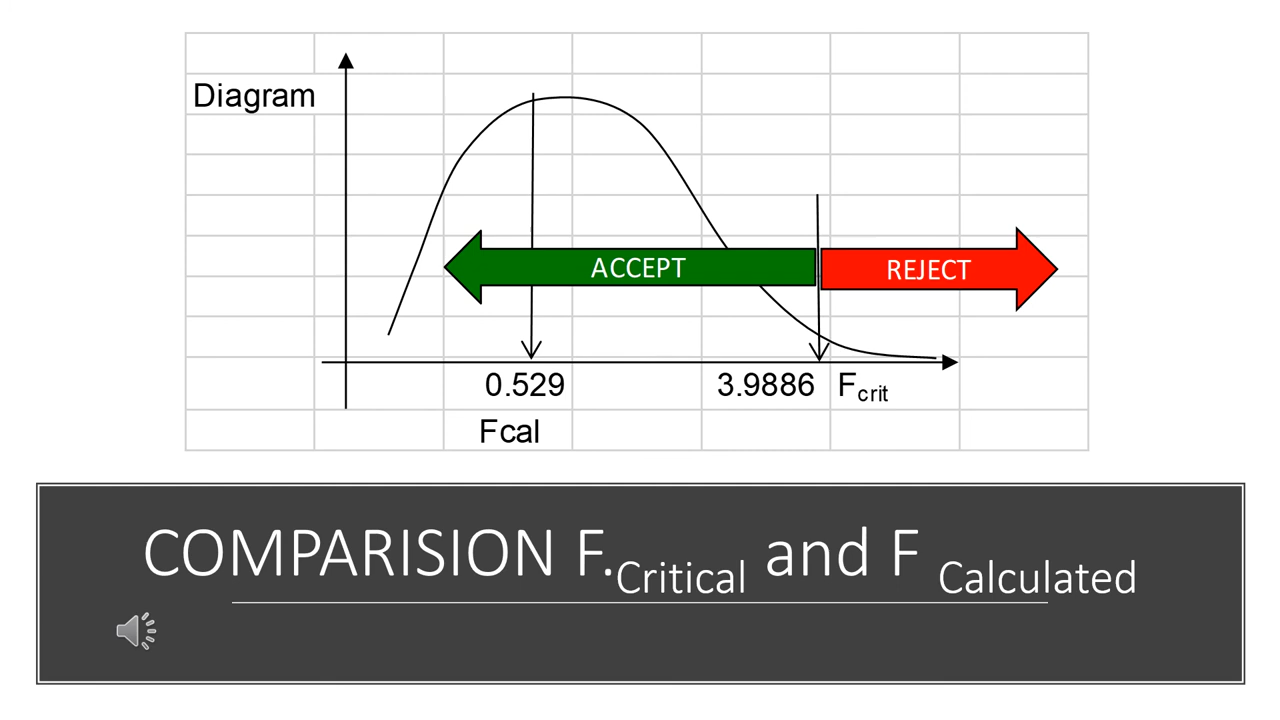 Diagram
ACCEPT
REJECT
0.529
3.9886 Fcrit
Fcal
COMPARISION F.Critical and F Calculated